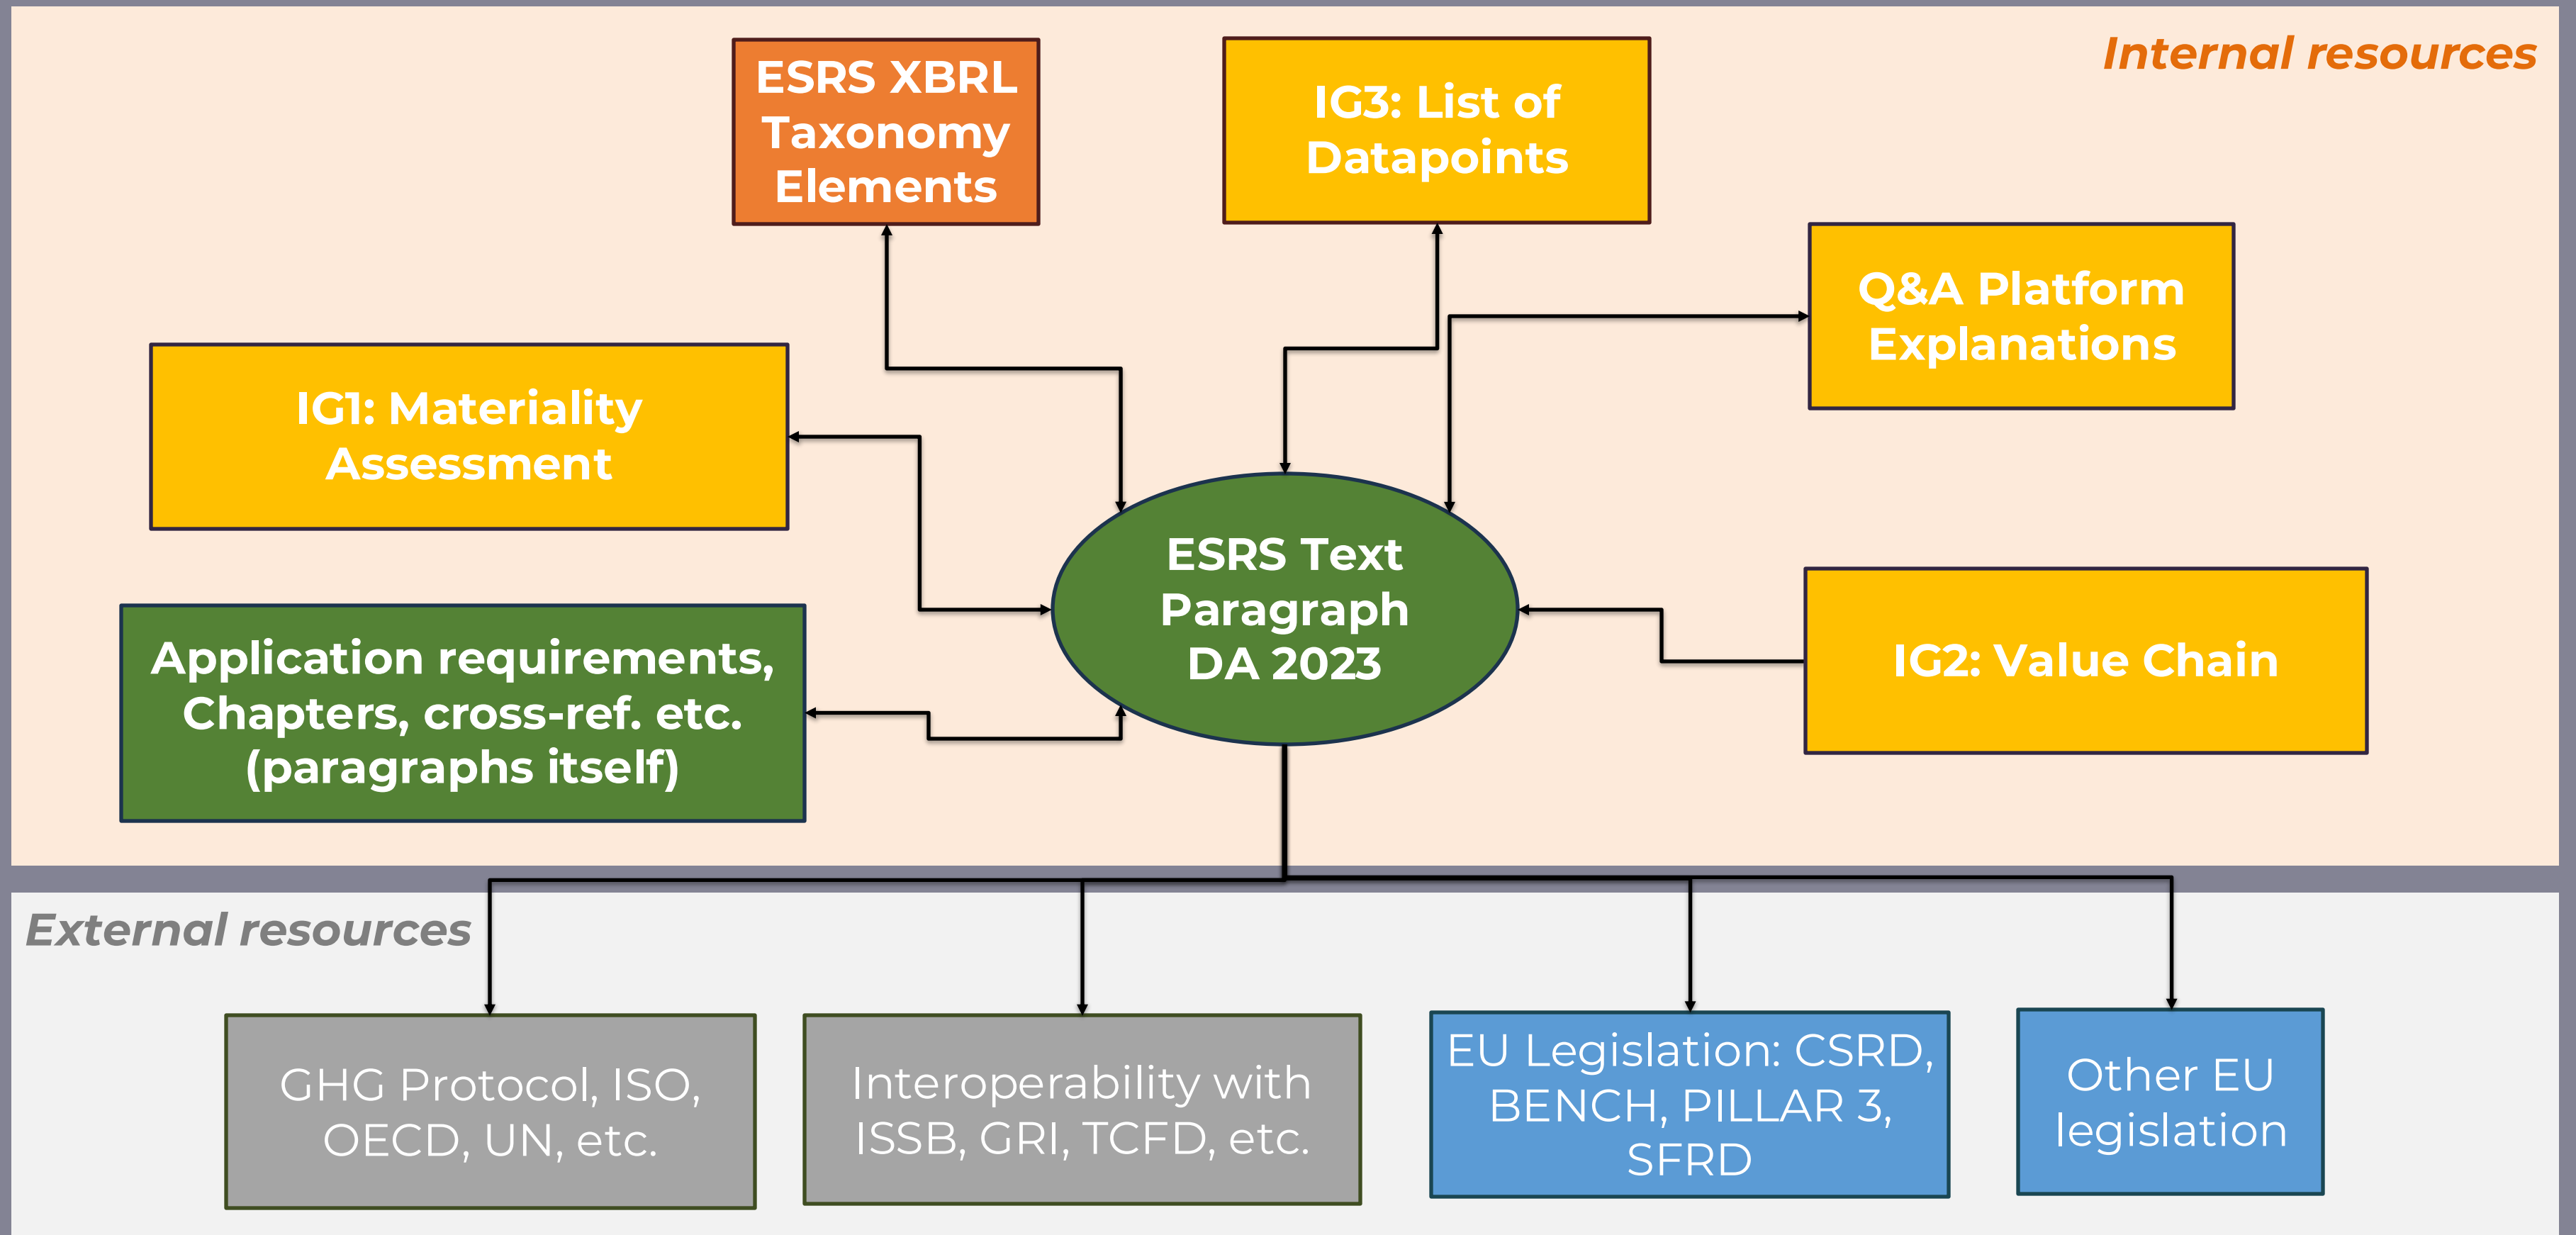 Internal resources
ESRS XBRL
Taxonomy
Elements
IG3: List of
Datapoints
Q&A Platform
Explanations
IG1: Materiality
Assessment
ESRS Text
Paragraph
DA 2023
Application requirements,
Chapters, cross-ref. etc.
(paragraphs itself)
IG2: Value Chain
External resources
GHG Protocol, ISO,
OECD, UN, etc.
Interoperability with
ISSB, GRI, TCFD, etc.
EU Legislation: CSRD,
BENCH, PILLAR 3,
SFRD
Other EU
legislation